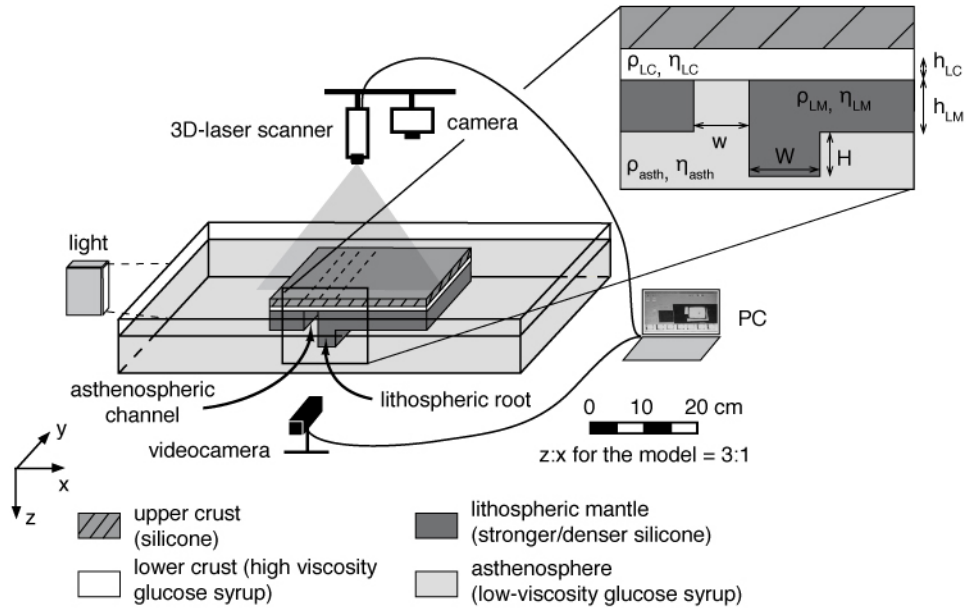 ρLC, ηLC
hLC
ρLM, ηLM
hLM
w
W
H
ρasth, ηasth
3D-laser scanner
camera
light
PC
asthenospheric
channel
lithospheric root
videocamera
0 10 20 cm
z:x for the model = 3:1
y
x
z
upper crust
(silicone)
lithospheric mantle
(stronger/denser silicone)
lower crust (high viscosity
glucose syrup)
asthenosphere
(low-viscosity glucose syrup)